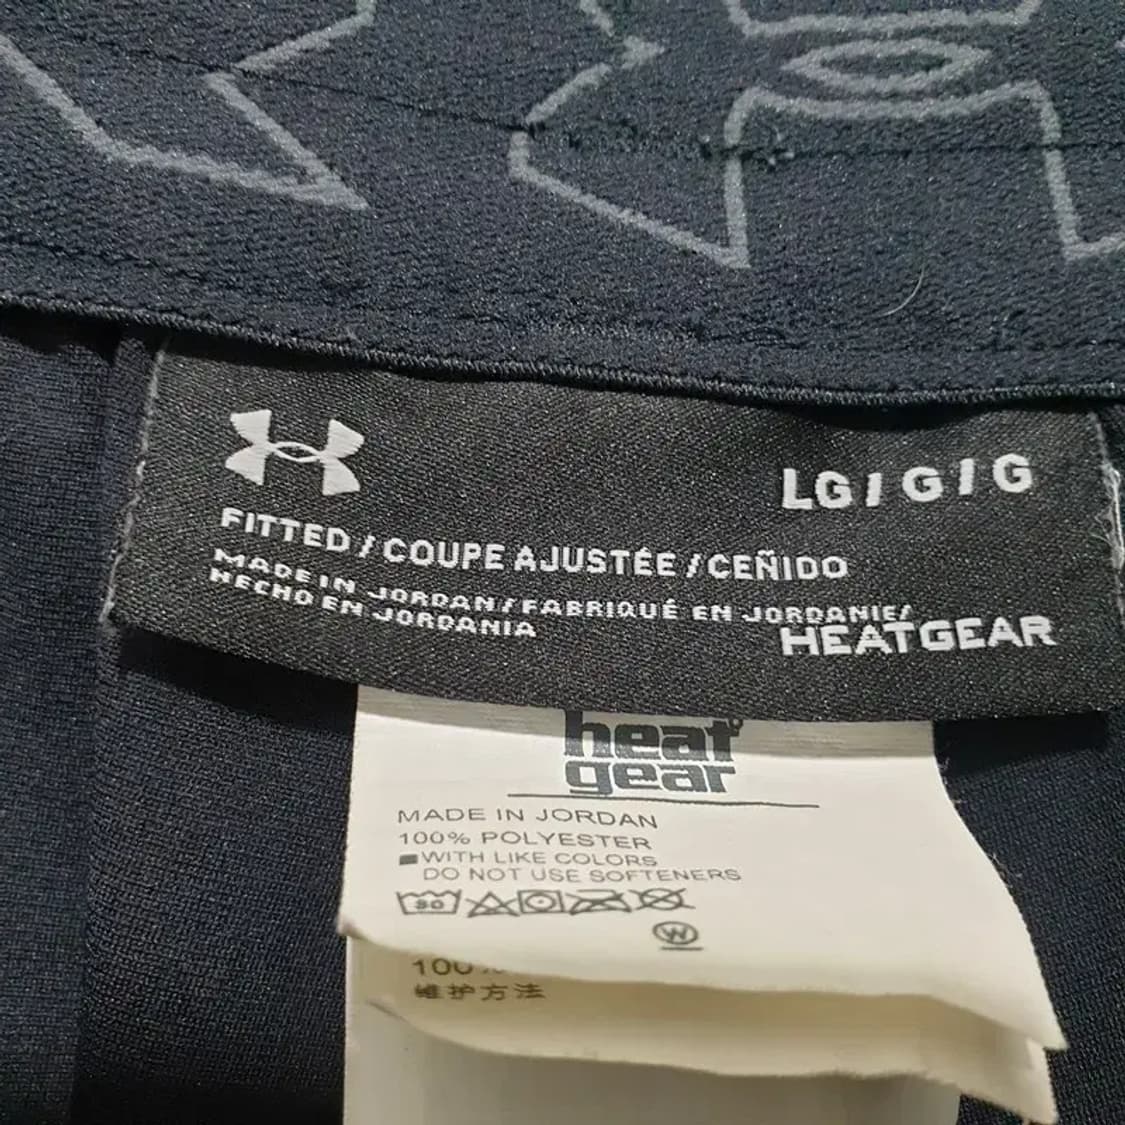 LG / G / G
FITTED / COUPE AJUSTÉE / CEÑIDO
MADE IN JORDAN / FABRIQUÉ EN JORDANIE/
HECHO EN JORDANIA
HEATGEAR
heat
gear
MADE IN JORDAN
100% POLYESTER
WITH LIKE COLORS
DO NOT USE SOFTENERS
W
100%
维护方法